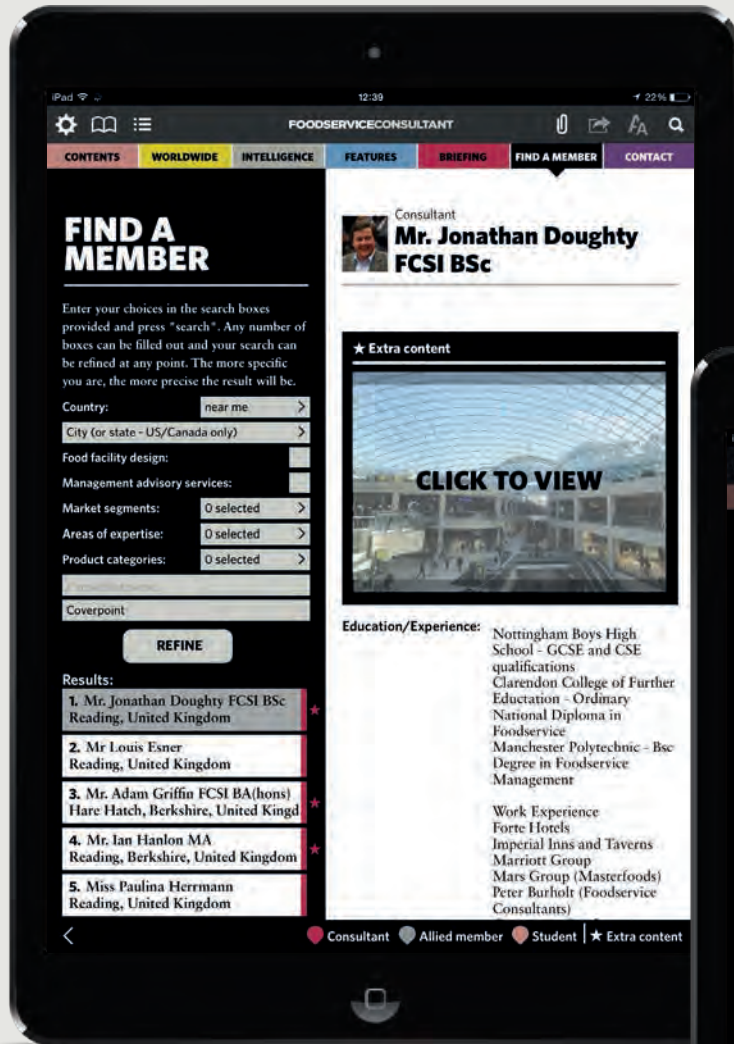 iPad
12:39
22%
FOODSERVICECONSULTANT
CONTENTS
WORLDWIDE
INTELLIGENCE
FEATURES
BRIEFING
FIND A MEMBER
CONTACT
FIND A
MEMBER
Enter your choices in the search boxes
provided and press "search". Any number of
boxes can be filled out and your search can
be refined at any point. The more specific
you are, the more precise the result will be.
Country: near me
City (or state - US/Canada only)
Food facility design:
Management advisory services:
Market segments: 0 selected
Areas of expertise: 0 selected
Product categories: 0 selected
Coverpoint
REFINE
Results:
1. Mr. Jonathan Doughty FCSI BSc
Reading, United Kingdom
2. Mr Louis Esner
Reading, United Kingdom
3. Mr. Adam Griffin FCSI BA(hons)
Hare Hatch, Berkshire, United Kingd
4. Mr. Ian Hanlon MA
Reading, Berkshire, United Kingdom
5. Miss Paulina Herrmann
Reading, United Kingdom
Consultant
Mr. Jonathan Doughty
FCSI BSc
★ Extra content
CLICK TO VIEW
Education/Experience:
Nottingham Boys High
School - GCSE and CSE
qualifications
Clarendon College of Further
Eductation - Ordinary
National Diploma in
Foodservice
Manchester Polytechnic - Bsc
Degree in Foodservice
Management
Work Experience
Forte Hotels
Imperial Inns and Taverns
Marriott Group
Mars Group (Masterfoods)
Peter Burholt (Foodservice
Consultants)
Consultant
Allied member
Student
★ Extra content